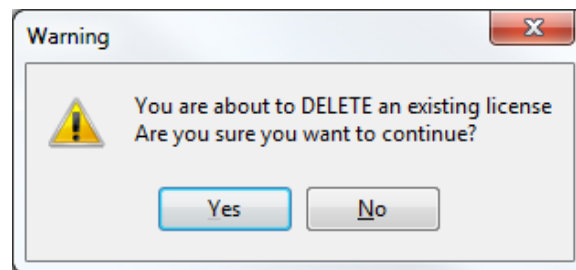 Warning
You are about to DELETE an existing license
Are you sure you want to continue?
Yes
No